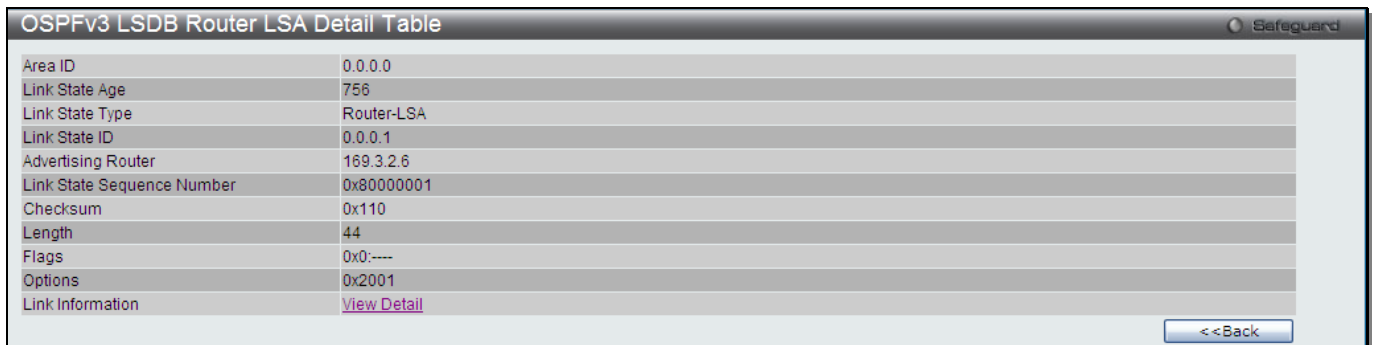 OSPFv3 LSDB Router LSA Detail Table
Safeguard
Area ID 0.0.0.0
Link State Age 756
Link State Type Router-LSA
Link State ID 0.0.0.1
Advertising Router 169.3.2.6
Link State Sequence Number 0x80000001
Checksum 0x110
Length 44
Flags 0x0:----
Options 0x2001
Link Information View Detail
<<Back